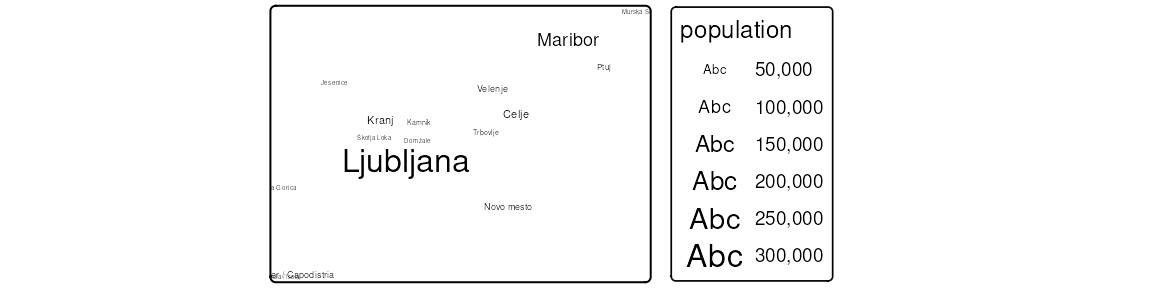 Murska S
Maribor
Ptuj
Jesenice
Velenje
Celje
Kranj
Kamnik
Trbovlje
Škofja Loka
Domžale
Ljubljana
a Gorica
Novo mesto
er / Capodistria
population
Abc 50,000
Abc 100,000
Abc 150,000
Abc 200,000
Abc 250,000
Abc 300,000